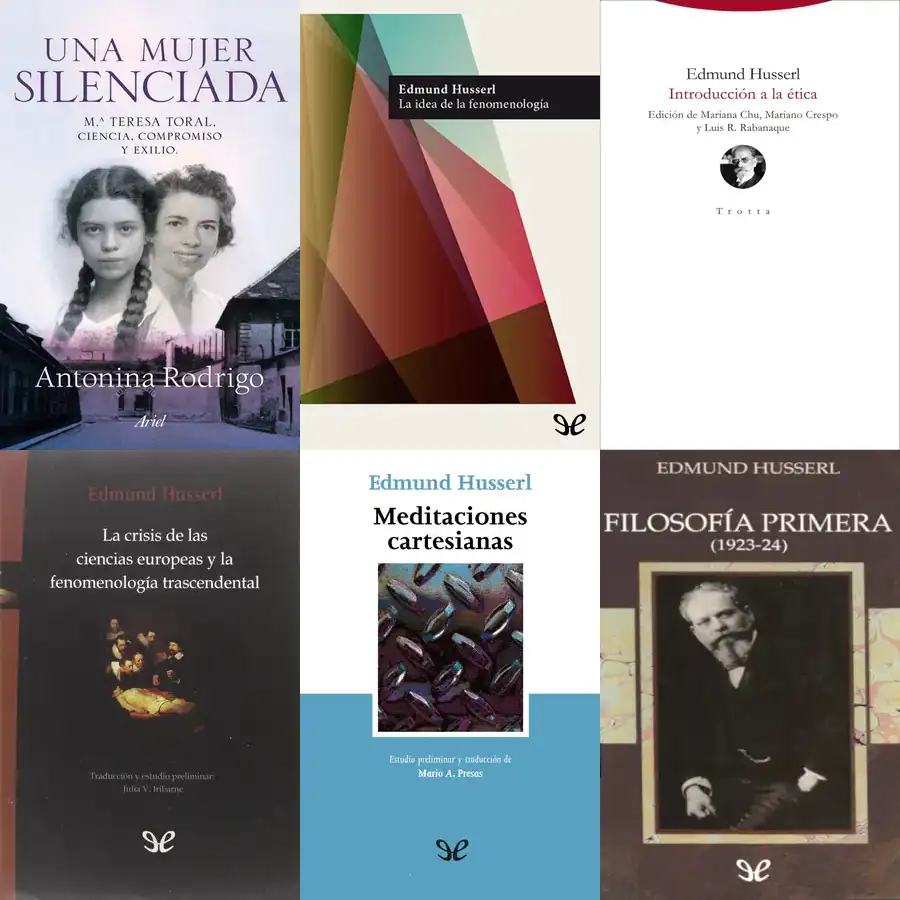 UNA MUJER
SILENCIADA
M.ª TERESA TORAL,
CIENCIA, COMPROMISO
Y EXILIO.
Antonina Rodrigo
Ariel
Edmund Husserl
La idea de la fenomenología
Edmund Husserl
Introducción a la ética
Edición de Mariana Chu, Mariano Crespo
y Luis R. Rabanaque
Trotta
Edmund Husserl
La crisis de las
ciencias europeas y la
fenomenología trascendental
Traducción y estudio preliminar:
Julia V. Iribarne
Edmund Husserl
Meditaciones
cartesianas
Estudio preliminar y traducción de
Mario A. Presas
EDMUND HUSSERL
FILOSOFÍA PRIMERA
(1923-24)